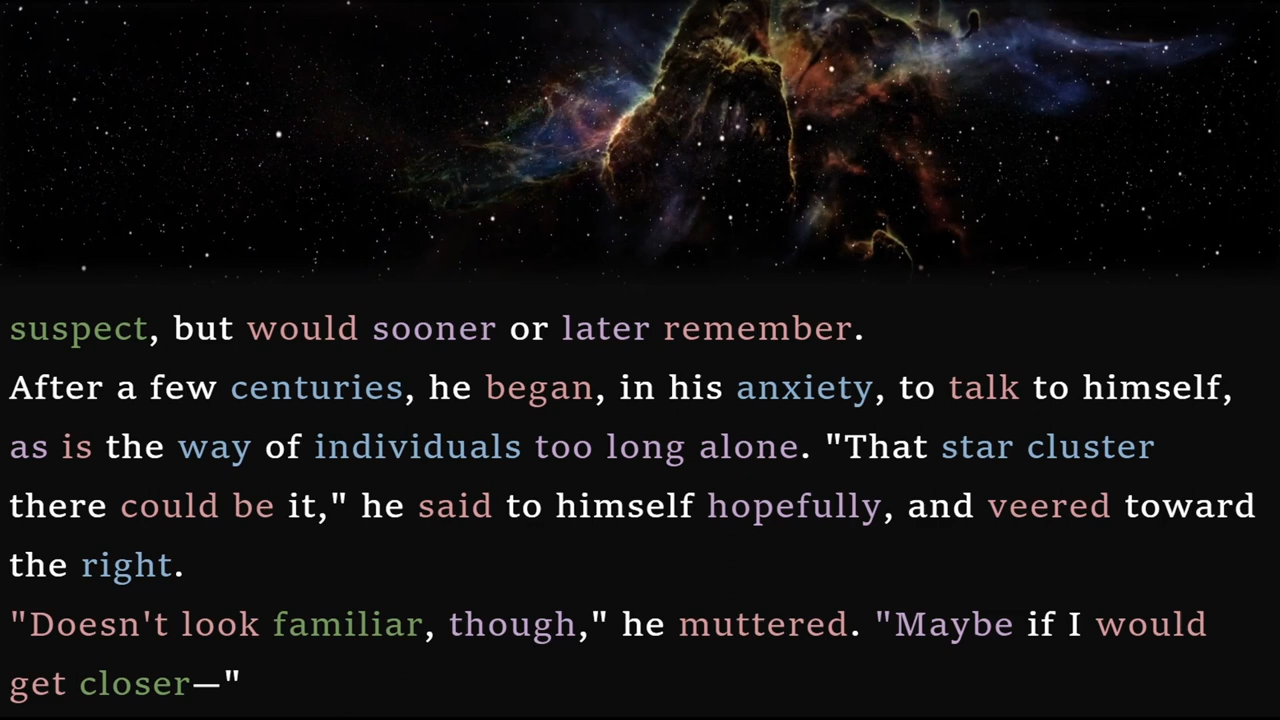 suspect, but would sooner or later remember.
After a few centuries, he began, in his anxiety, to talk to himself,
as is the way of individuals too long alone. "That star cluster
there could be it," he said to himself hopefully, and veered toward
the right.
"Doesn't look familiar, though," he muttered. "Maybe if I would
get closer—"